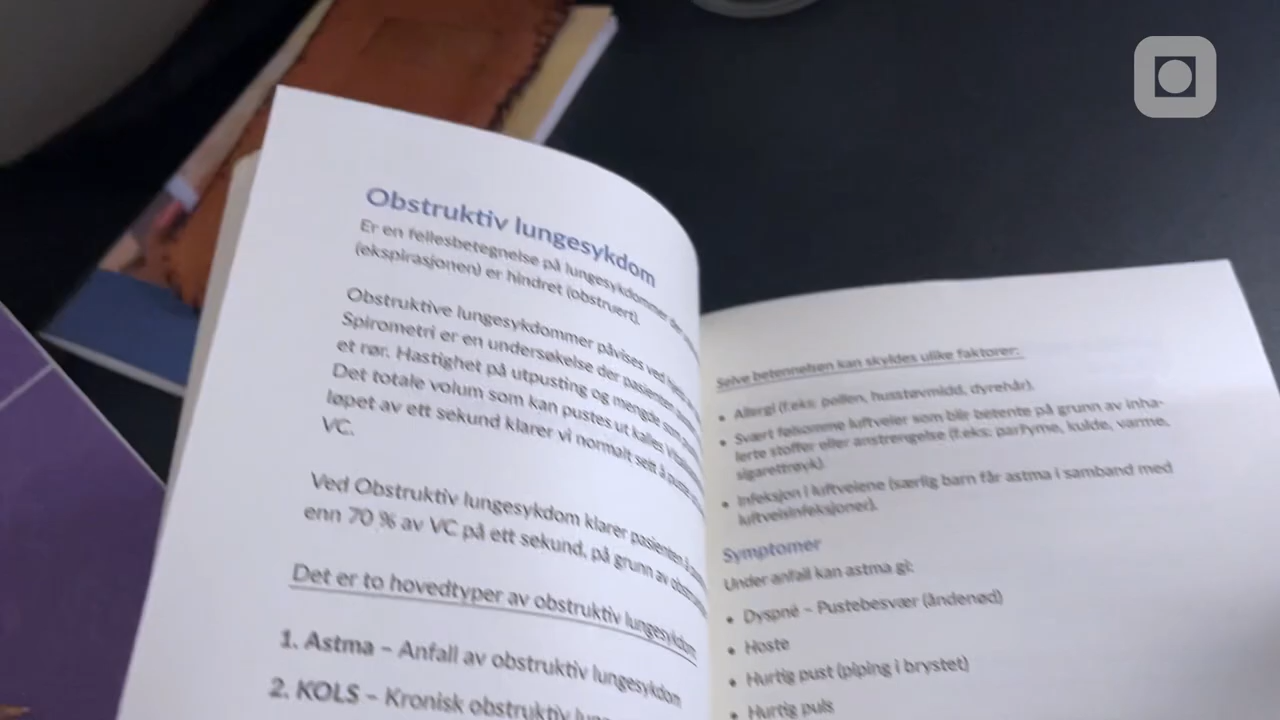 Obstruktiv lungesykdom
Er en fellesbetegnelse på lungesykdommer der
(ekspirasjonen) er hindret (obstruert).
Obstruktive lungesykdommer påvises ved
Spirometri er en undersøkelse der pasienten
et rør. Hastighet på utpusting og mengde som
Det totale volum som kan pustes ut kalles
løpet av ett sekund klarer vi normalt sett å puste
VC.
Ved Obstruktiv lungesykdom klarer pasienten å
enn 70 % av VC på ett sekund, på grunn av
Det er to hovedtyper av obstruktiv lungesykdom
1. Astma – Anfall av obstruktiv lungesykdom
2. KOLS – Kronisk obstruktiv
Selve betennelsen kan skyldes ulike faktorer:
• Allergi (f.eks: pollen, husstøvmidd, dyrehår).
• Svært følsomme luftveier som blir betente på grunn av inha-
lerte stoffer eller anstrengelse (f.eks: parfyme, kulde, varme,
sigarettrøyk).
• Infeksjon i luftveiene (særlig barn får astma i samband med
luftveisinfeksjoner).
Symptomer
Under anfall kan astma gi:
• Dyspné – Pustebesvær (åndenød)
• Hoste
• Hurtig pust (piping i brystet)
• Hurtig puls